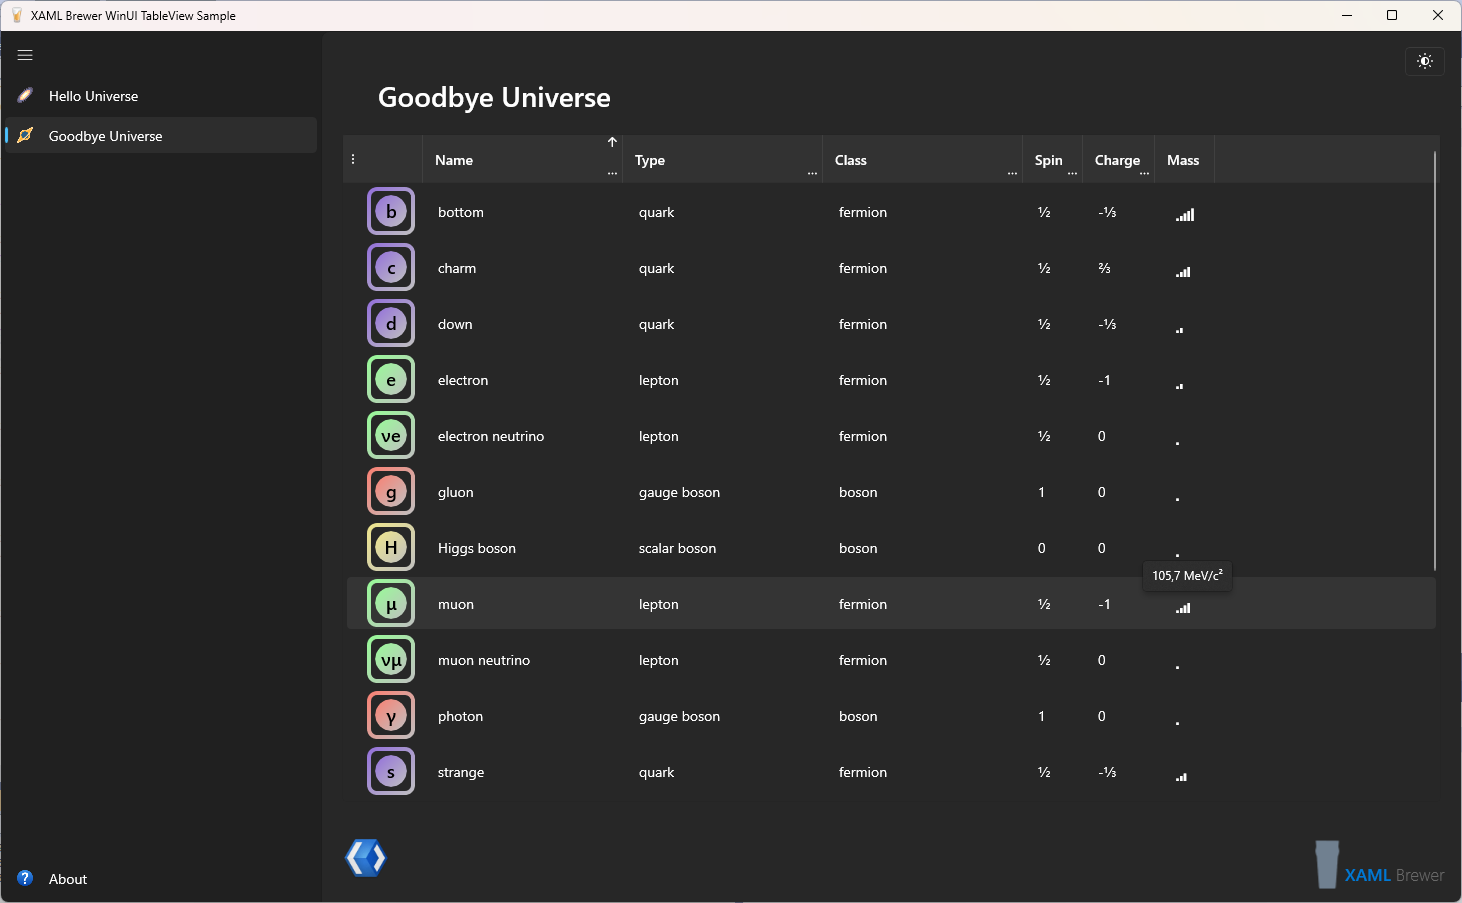 XAML Brewer WinUI TableView Sample
Hello Universe
Goodbye Universe
Goodbye Universe
Name Type Class Spin Charge Mass
b bottom quark fermion ½ -⅓
c charm quark fermion ½ ⅔
d down quark fermion ½ -⅓
e electron lepton fermion ½ -1
νe electron neutrino lepton fermion ½ 0
g gluon gauge boson boson 1 0
H Higgs boson scalar boson boson 0 0
105,7 MeV/c²
μ muon lepton fermion ½ -1
νμ muon neutrino lepton fermion ½ 0
γ photon gauge boson boson 1 0
s strange quark fermion ½ -⅓
? About
XAML Brewer